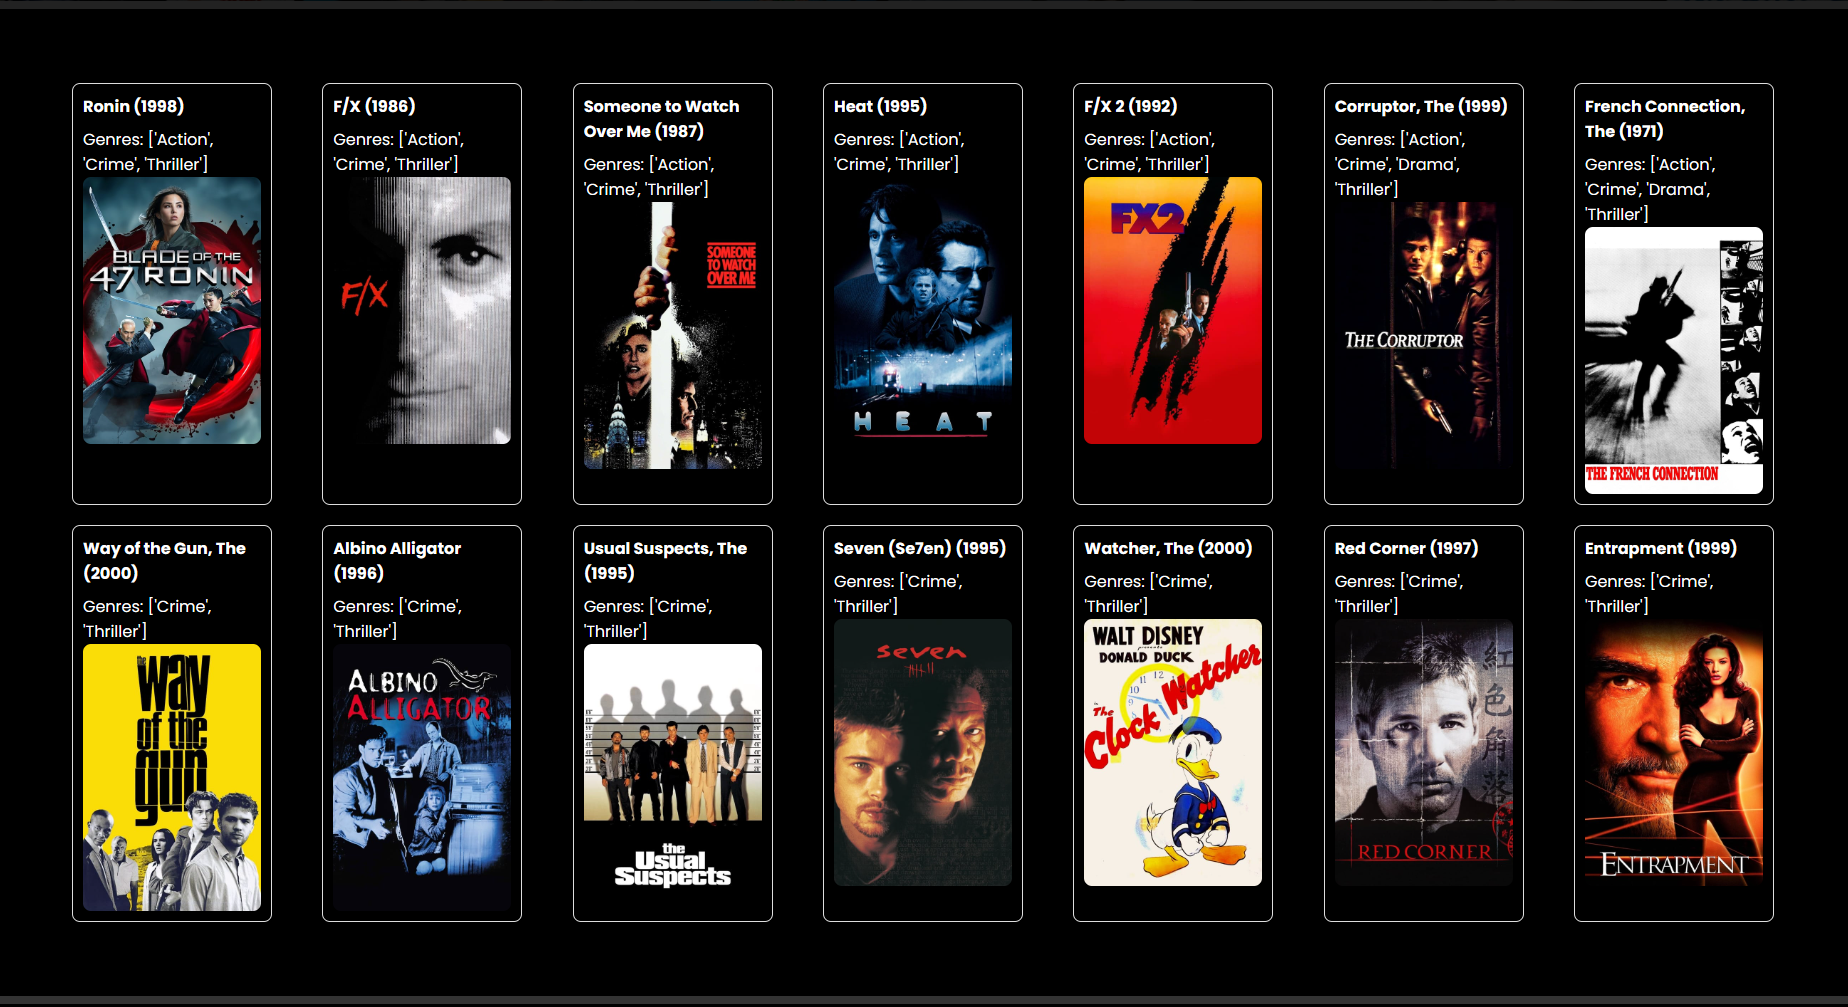 Ronin (1998)
Genres: ['Action',
'Crime', 'Thriller']
BLADE OF THE
47 RONIN
F/X (1986)
Genres: ['Action',
'Crime', 'Thriller']
F/X
Someone to Watch
Over Me (1987)
Genres: ['Action',
'Crime', 'Thriller']
SOMEONE
TO WATCH
OVER ME
Heat (1995)
Genres: ['Action',
'Crime', 'Thriller']
HEAT
F/X 2 (1992)
Genres: ['Action',
'Crime', 'Thriller']
FX2
Corruptor, The (1999)
Genres: ['Action',
'Crime', 'Drama',
'Thriller']
THE CORRUPTOR
French Connection,
The (1971)
Genres: ['Action',
'Crime', 'Drama',
'Thriller']
THE FRENCH CONNECTION
Way of the Gun, The
(2000)
Genres: ['Crime',
'Thriller']
the
way
of the
gun
Albino Alligator
(1996)
Genres: ['Crime',
'Thriller']
ALBINO
ALLIGATOR
Usual Suspects, The
(1995)
Genres: ['Crime',
'Thriller']
the
Usual
Suspects
Seven (Se7en) (1995)
Genres: ['Crime',
'Thriller']
seven
Watcher, The (2000)
Genres: ['Crime',
'Thriller']
WALT DISNEY
presents
DONALD DUCK
12
11
1
10
2
The
Clock Watcher
Red Corner (1997)
Genres: ['Crime',
'Thriller']
紅
色
角
落
RED CORNER
Entrapment (1999)
Genres: ['Crime',
'Thriller']
ENTRAPMENT